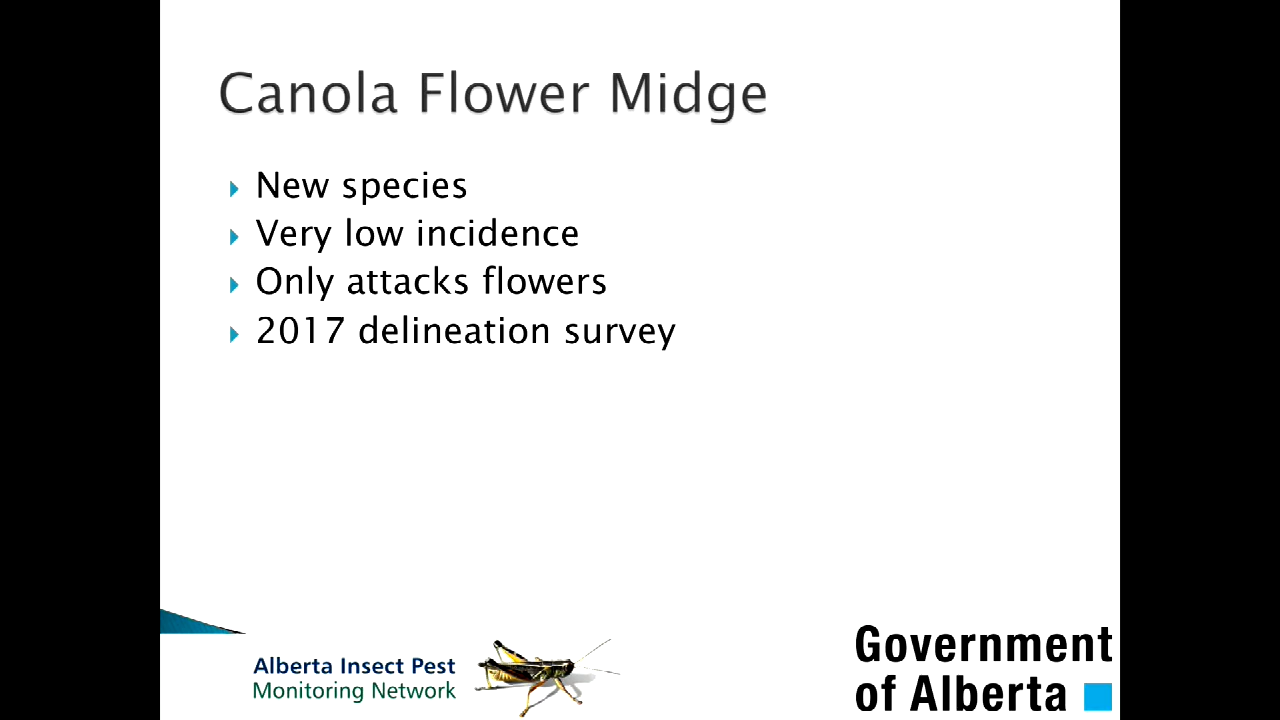 Canola Flower Midge
New species
Very low incidence
Only attacks flowers
2017 delineation survey
Alberta Insect Pest
Monitoring Network
Government
of Alberta